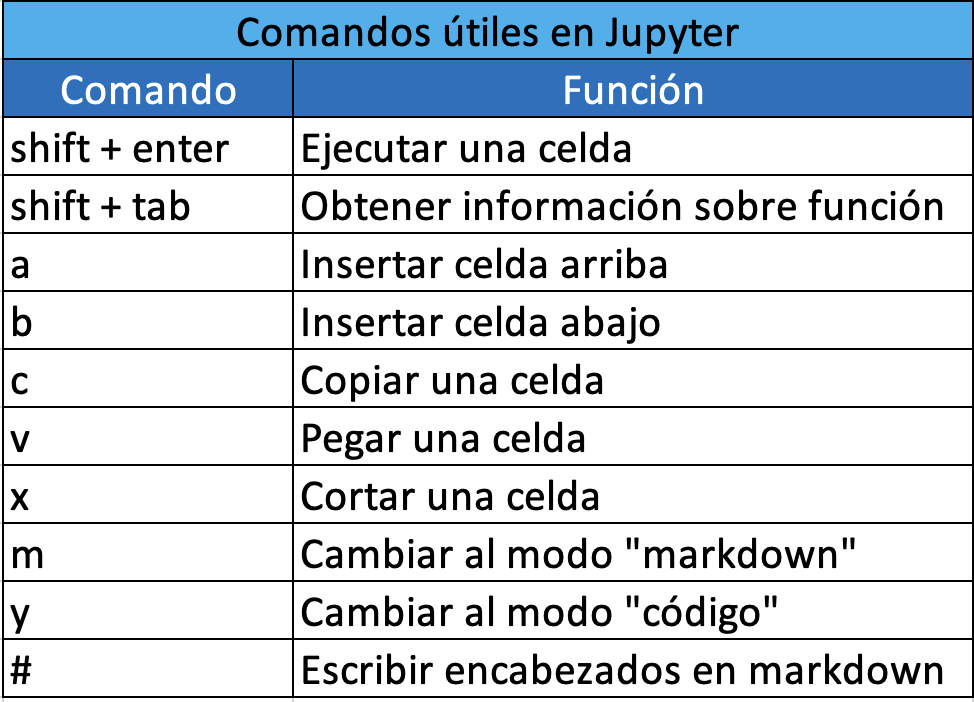 Comandos útiles en Jupyter
Comando Función
shift + enter Ejecutar una celda
shift + tab Obtener información sobre función
a Insertar celda arriba
b Insertar celda abajo
c Copiar una celda
v Pegar una celda
x Cortar una celda
m Cambiar al modo "markdown"
y Cambiar al modo "código"
# Escribir encabezados en markdown